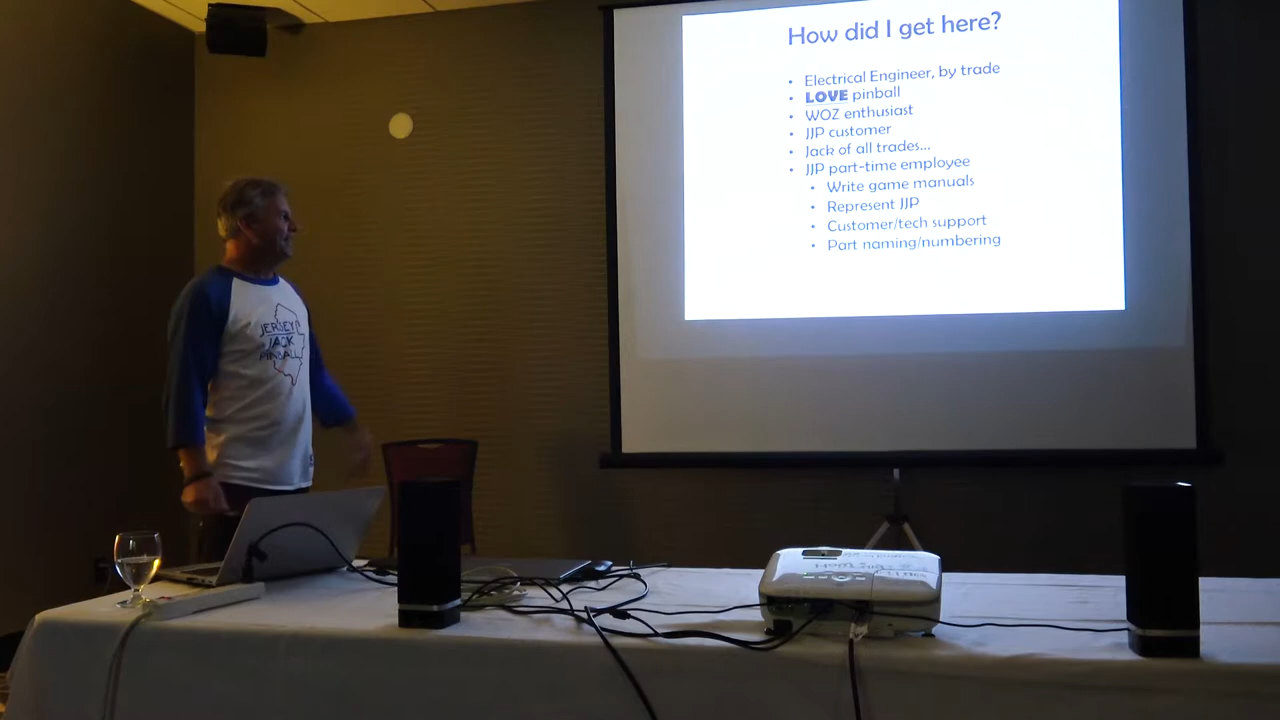 How did I get here?
• Electrical Engineer, by trade
• LOVE pinball
• WOZ enthusiast
• JJP customer
• Jack of all trades...
• JJP part-time employee
• Write game manuals
• Represent JJP
• Customer/tech support
• Part naming/numbering
JERSEY
JACK
PINBALL